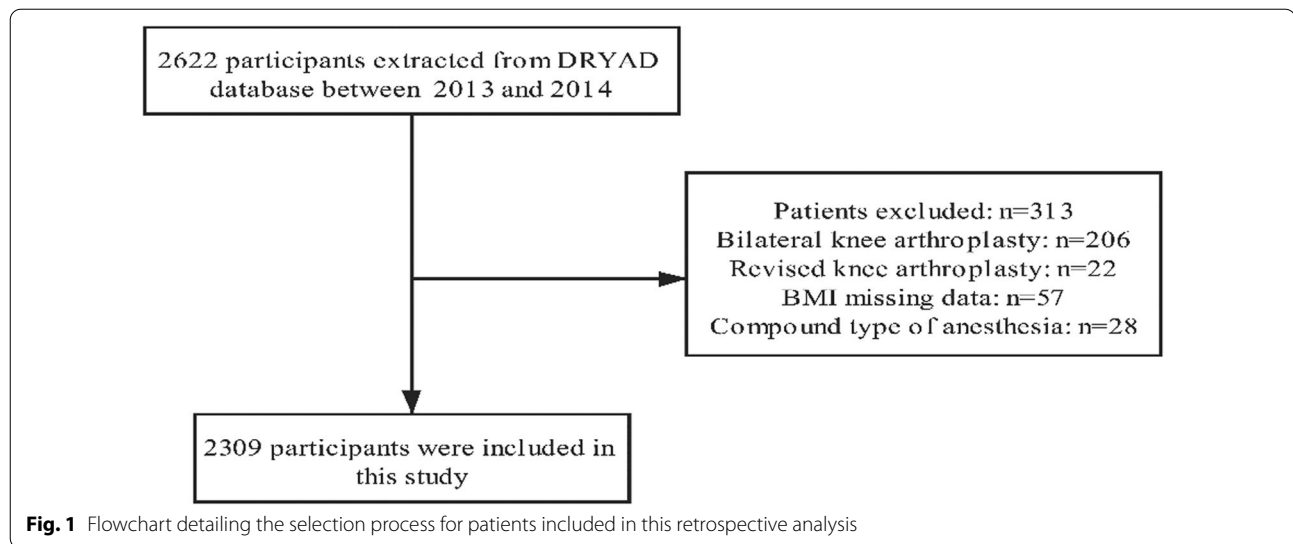 2622 participants extracted from DRYAD
database between 2013 and 2014
Patients excluded: n=313
Bilateral knee arthroplasty: n=206
Revised knee arthroplasty: n=22
BMI missing data: n=57
Compound type of anesthesia: n=28
2309 participants were included in
this study
Fig. 1 Flowchart detailing the selection process for patients included in this retrospective analysis